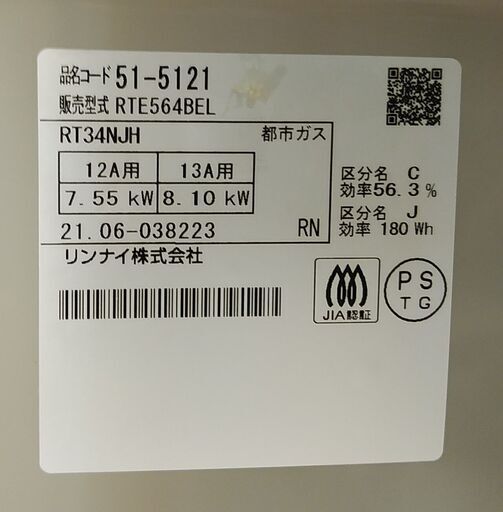 品名コード 51-5121
販売型式 RTE564BEL
RT34NJH 都市ガス
12A用 13A用
7.55 kW 8.10 kW
21.06-038223 RN
リンナイ株式会社
区分名 C
効率56.3 %
区分名 J
効率 180 Wh
JIA認証
PS
TG